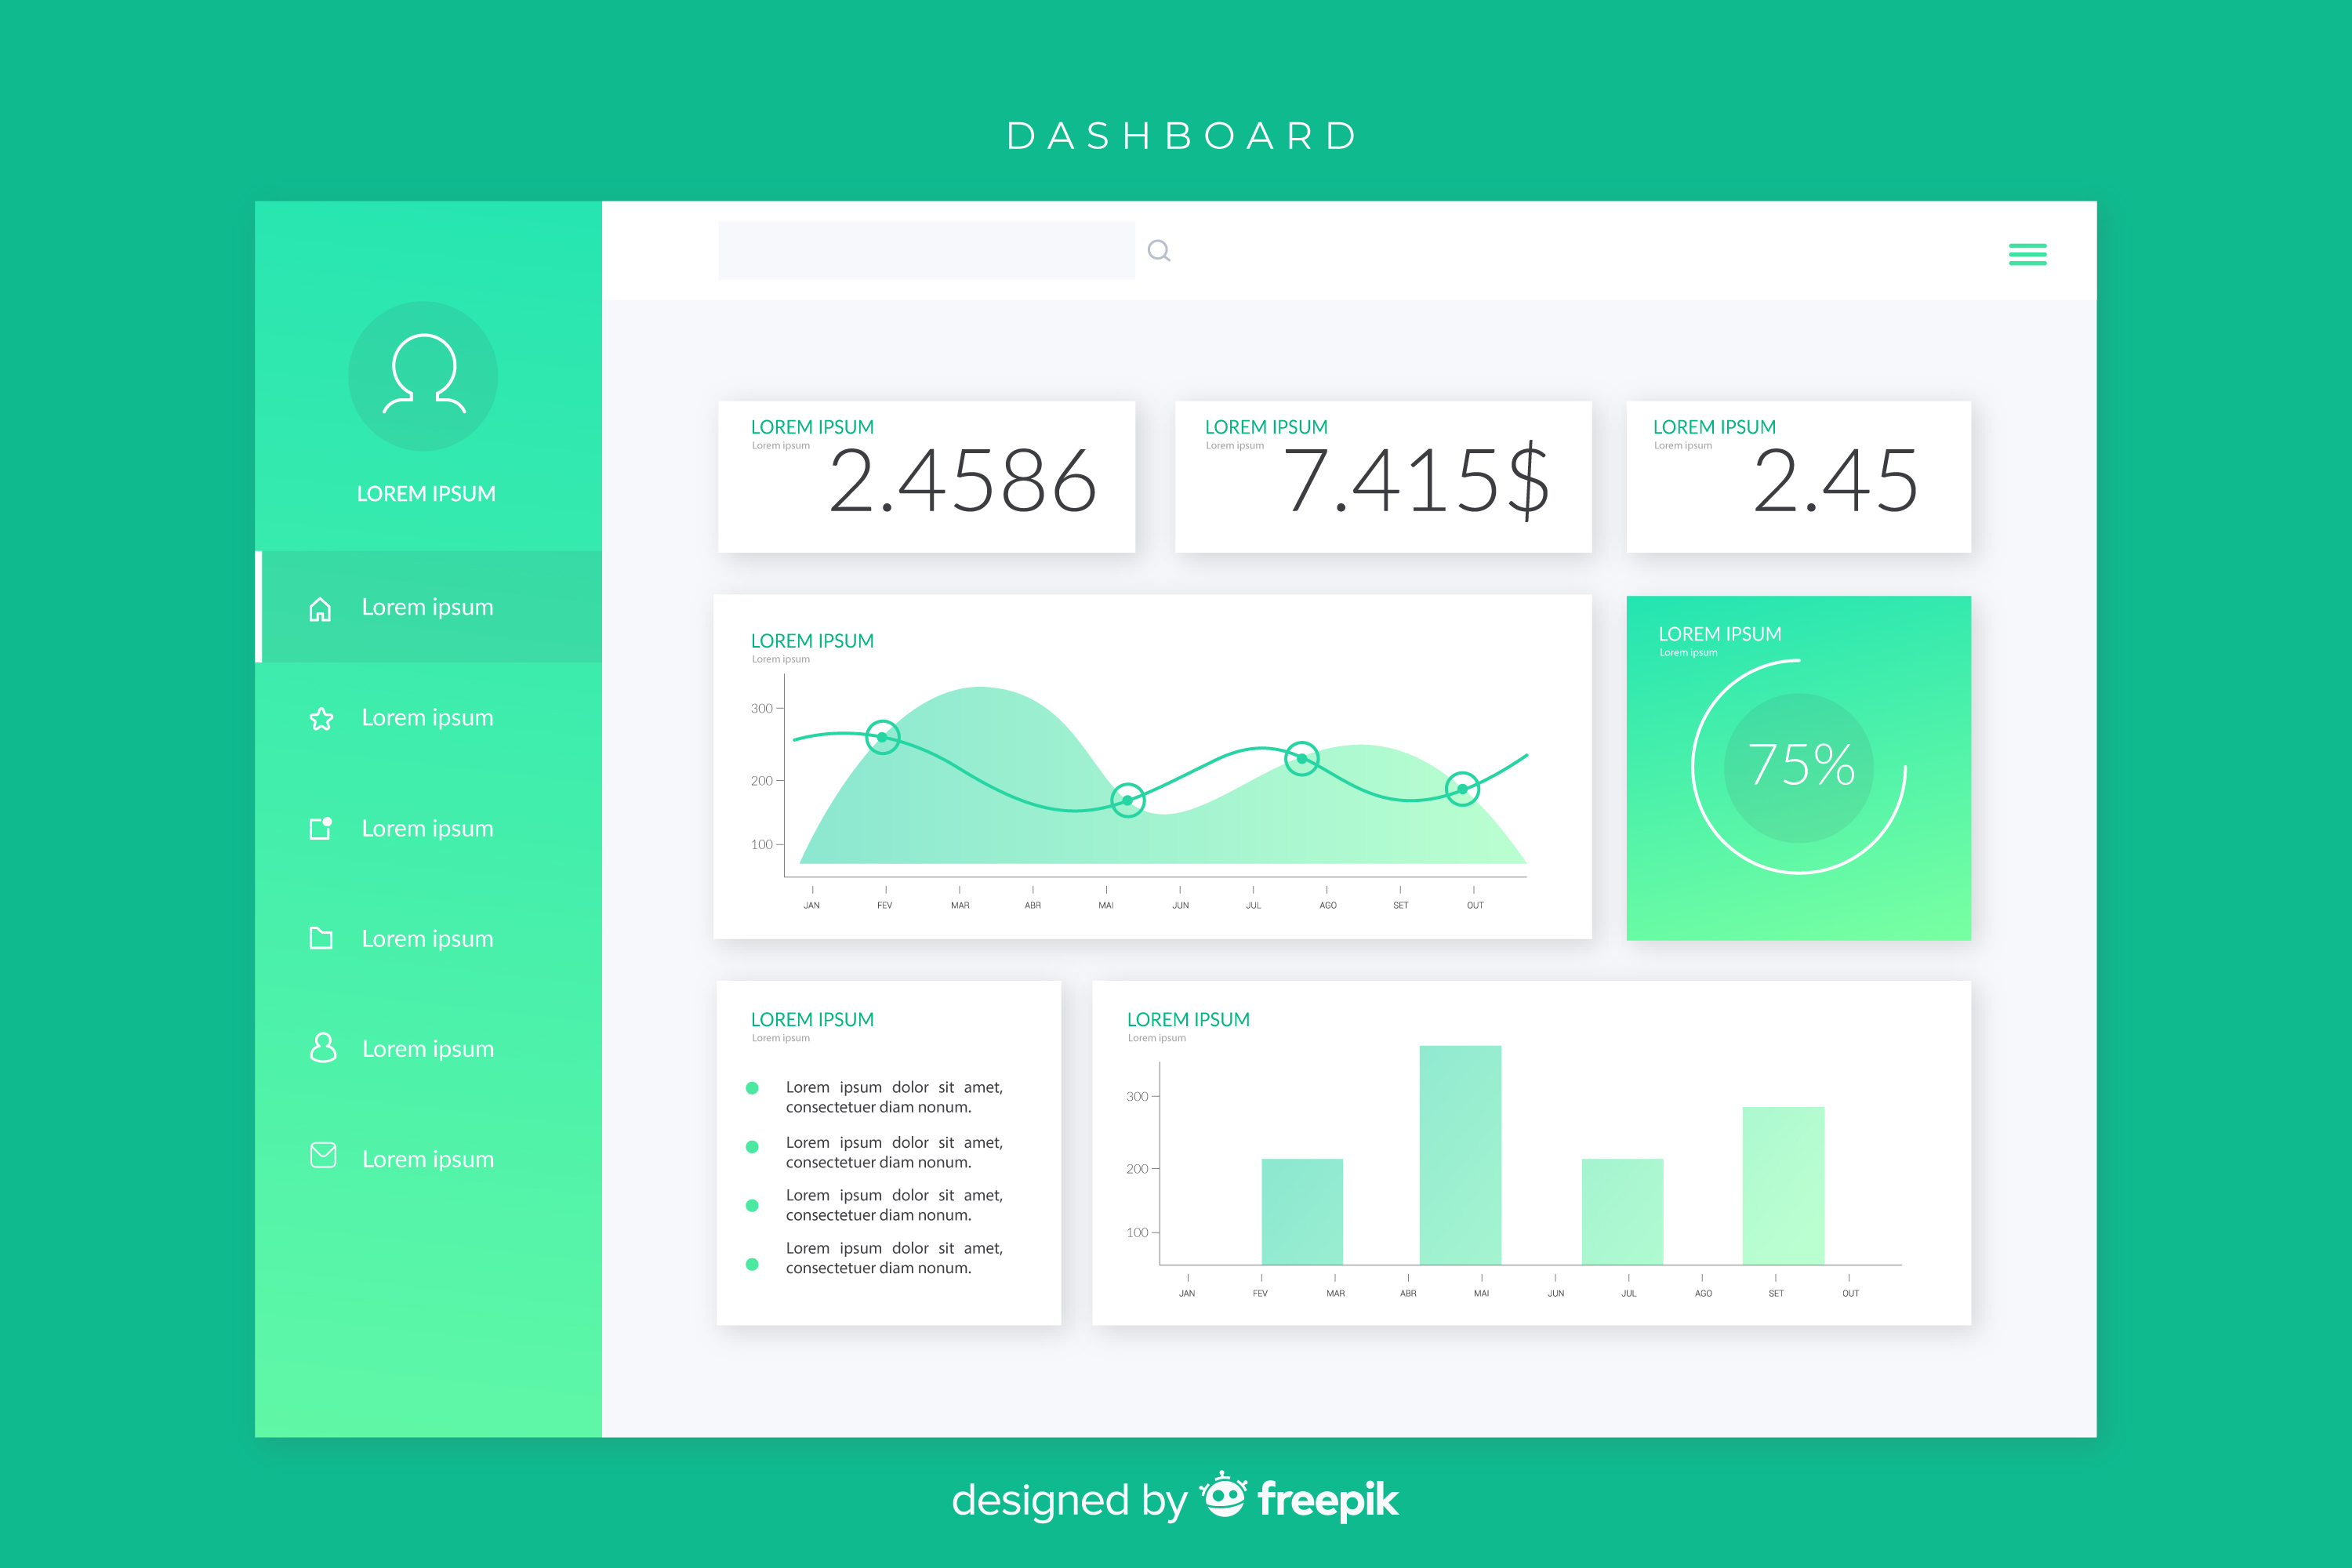 DASHBOARD
LOREM IPSUM
Lorem ipsum
Lorem ipsum
Lorem ipsum
Lorem ipsum
Lorem ipsum
Lorem ipsum
LOREM IPSUM
Lorem ipsum
2.4586
LOREM IPSUM
Lorem ipsum
7.415$
LOREM IPSUM
Lorem ipsum
2.45
LOREM IPSUM
Lorem ipsum
300
200
100
JAN FEV MAR ABR MAI JUN JUL AGO SET OUT
LOREM IPSUM
Lorem ipsum
75%
LOREM IPSUM
Lorem ipsum
Lorem ipsum dolor sit amet,
consectetuer diam nonum.
Lorem ipsum dolor sit amet,
consectetuer diam nonum.
Lorem ipsum dolor sit amet,
consectetuer diam nonum.
Lorem ipsum dolor sit amet,
consectetuer diam nonum.
LOREM IPSUM
Lorem ipsum
300
200
100
JAN FEV MAR ABR MAI JUN JUL AGO SET OUT
designed by freepik